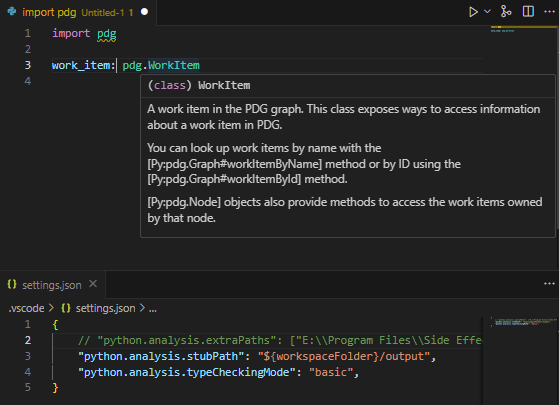 import pdg Untitled-1 1
1 import pdg
2
3 work_item: pdg.WorkItem
4
(class) WorkItem
A work item in the PDG graph. This class exposes ways to access information
about a work item in PDG.
You can look up work items by name with the
[Py:pdg.Graph#workItemByName] method or by ID using the
[Py:pdg.Graph#workItemById] method.
[Py:pdg.Node] objects also provide methods to access the work items owned
by that node.
{} settings.json
.vscode > {} settings.json > ...
1 {
2 // "python.analysis.extraPaths": ["E:\\Program Files\\Side Effe
3 "python.analysis.stubPath": "${workspaceFolder}/output",
4 "python.analysis.typeCheckingMode": "basic",
5 }